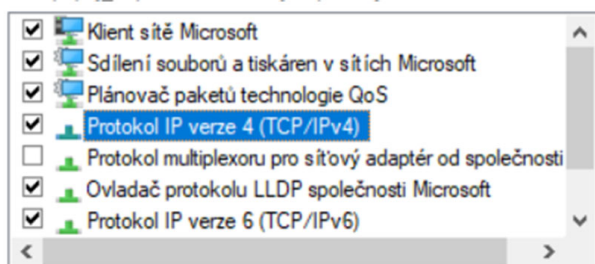 Klient sítě Microsoft
Sdílení souborů a tiskáren v sítích Microsoft
Plánovač paketů technologie QoS
Protokol IP verze 4 (TCP/IPv4)
Protokol multiplexoru pro síťový adaptér od společnosti
Ovladač protokolu LLDP společnosti Microsoft
Protokol IP verze 6 (TCP/IPv6)